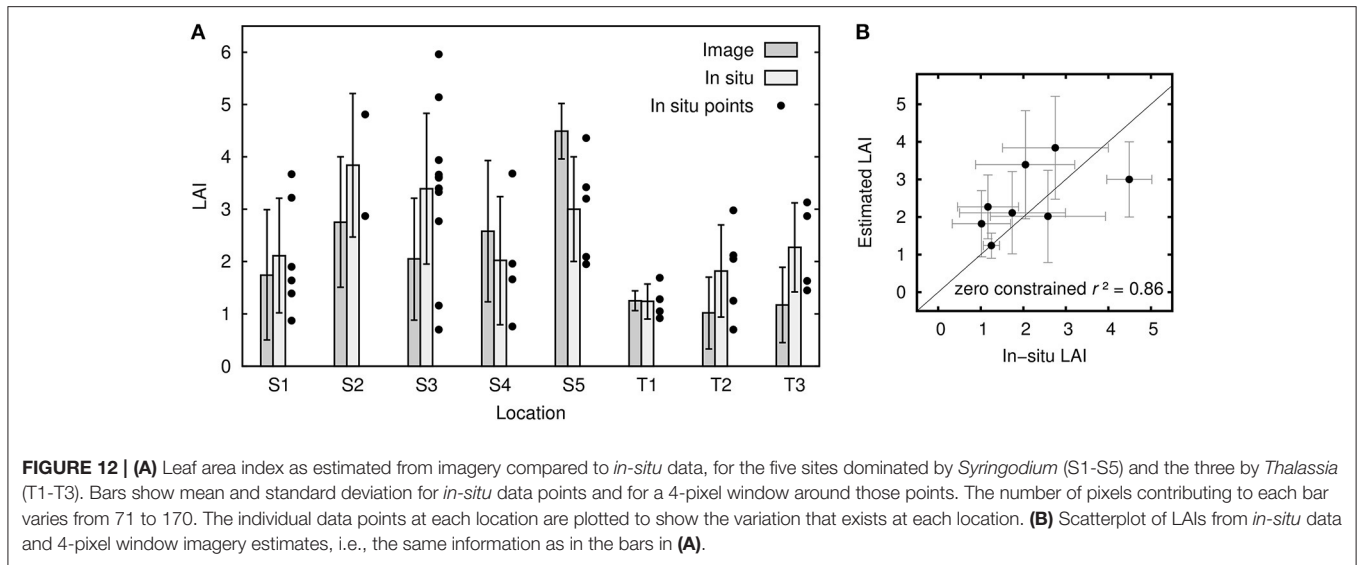 A
Image
In situ
In situ points
LAI
6
5
4
3
2
1
0
S1 S2 S3 S4 S5 T1 T2 T3
Location
B
Estimated LAI
5
4
3
2
1
0
zero constrained r² = 0.86
0 1 2 3 4 5
In−situ LAI
FIGURE 12 | (A) Leaf area index as estimated from imagery compared to in-situ data, for the five sites dominated by Syringodium (S1-S5) and the three by Thalassia
(T1-T3). Bars show mean and standard deviation for in-situ data points and for a 4-pixel window around those points. The number of pixels contributing to each bar
varies from 71 to 170. The individual data points at each location are plotted to show the variation that exists at each location. (B) Scatterplot of LAIs from in-situ data
and 4-pixel window imagery estimates, i.e., the same information as in the bars in (A).